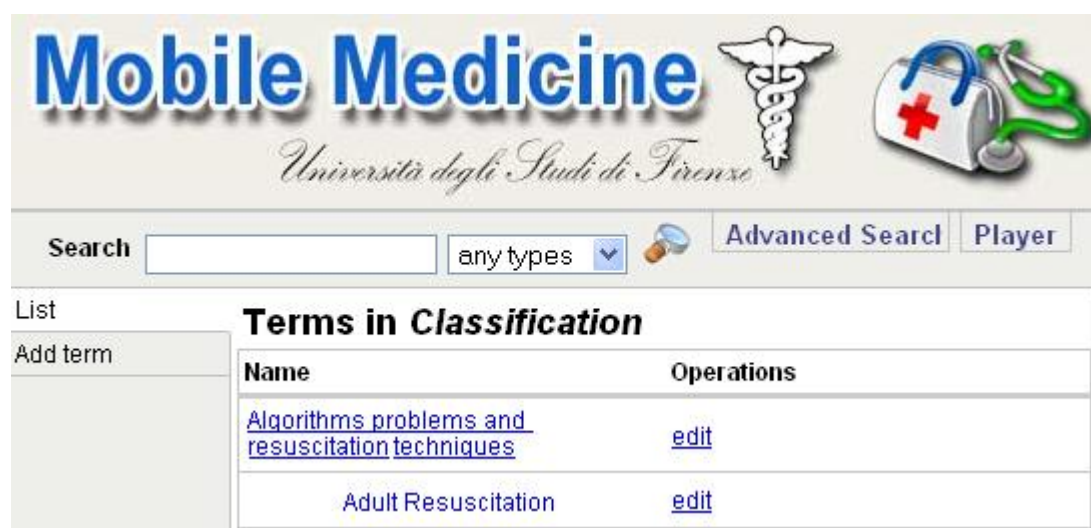 Mobile Medicine
Università degli Studi di Firenze
Search any types Advanced Searcl Player
List
Terms in Classification
Add term
Name Operations
Algorithms problems and
resuscitation techniques edit
Adult Resuscitation edit